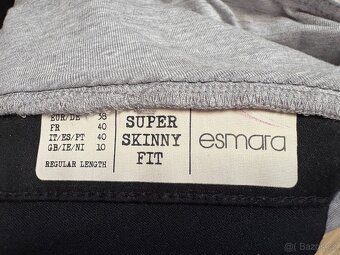 EUR/DE 38
FR 40
IT/ES/PT 40
GB/IE/NI 10
REGULAR LENGTH
SUPER
SKINNY
FIT
esmara